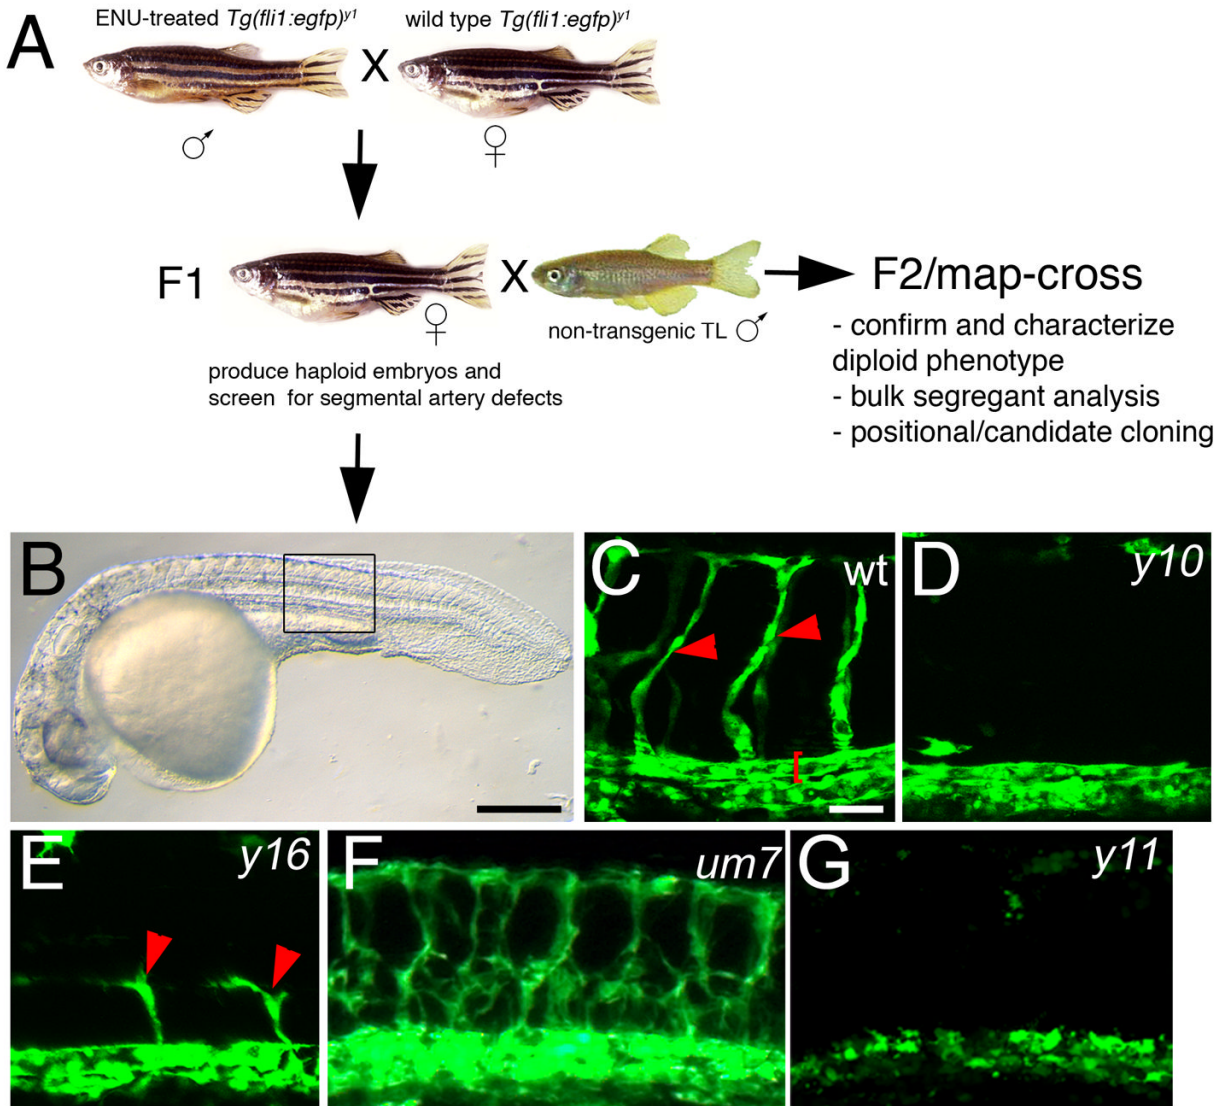 A
ENU-treated Tg(fli1:egfp)y1
wild type Tg(fli1:egfp)y1
X
♂
♀
F1
X
♀
non-transgenic TL ♂
produce haploid embryos and
screen for segmental artery defects
F2/map-cross
- confirm and characterize
diploid phenotype
- bulk segregant analysis
- positional/candidate cloning
B
C
wt
D
y10
E
y16
F
um7
G
y11